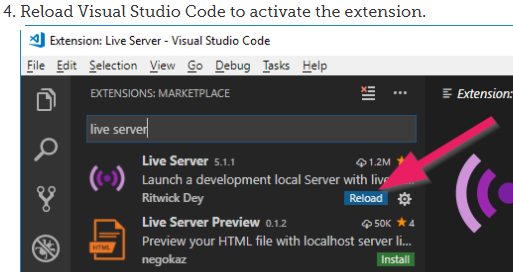 4. Reload Visual Studio Code to activate the extension.
Extension: Live Server - Visual Studio Code
File Edit Selection View Go Debug Tasks Help
EXTENSIONS: MARKETPLACE
Extension:
live server
Live Server 5.1.1 1.2M
Launch a development local Server with live
Ritwick Dey Reload
Live Server Preview 0.1.2 50K ★ 4
HTML
Preview your HTML file with localhost server li...
negokaz Install